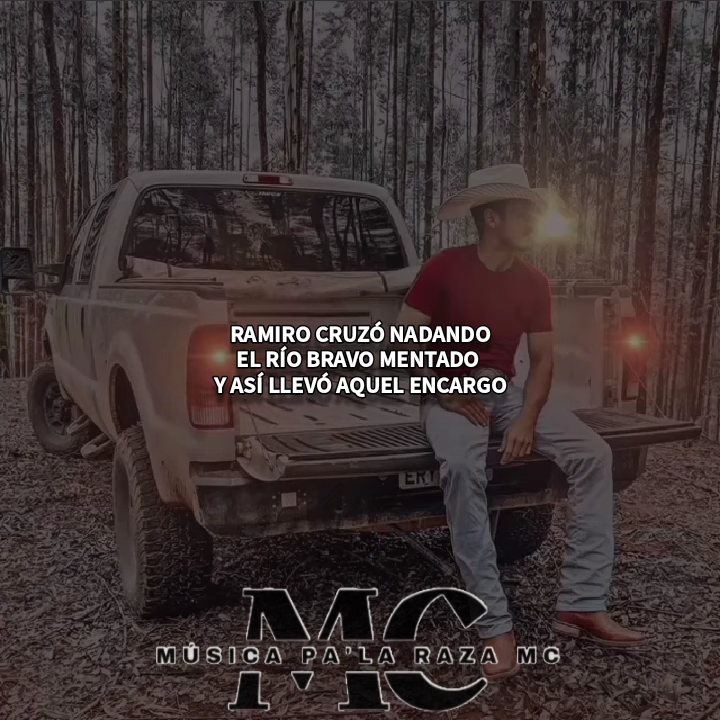 RAMIRO CRUZÓ NADANDO
EL RÍO BRAVO MENTADO
Y ASÍ LLEVÓ AQUEL ENCARGO
MC
MÚSICA PA'LA RAZA MC